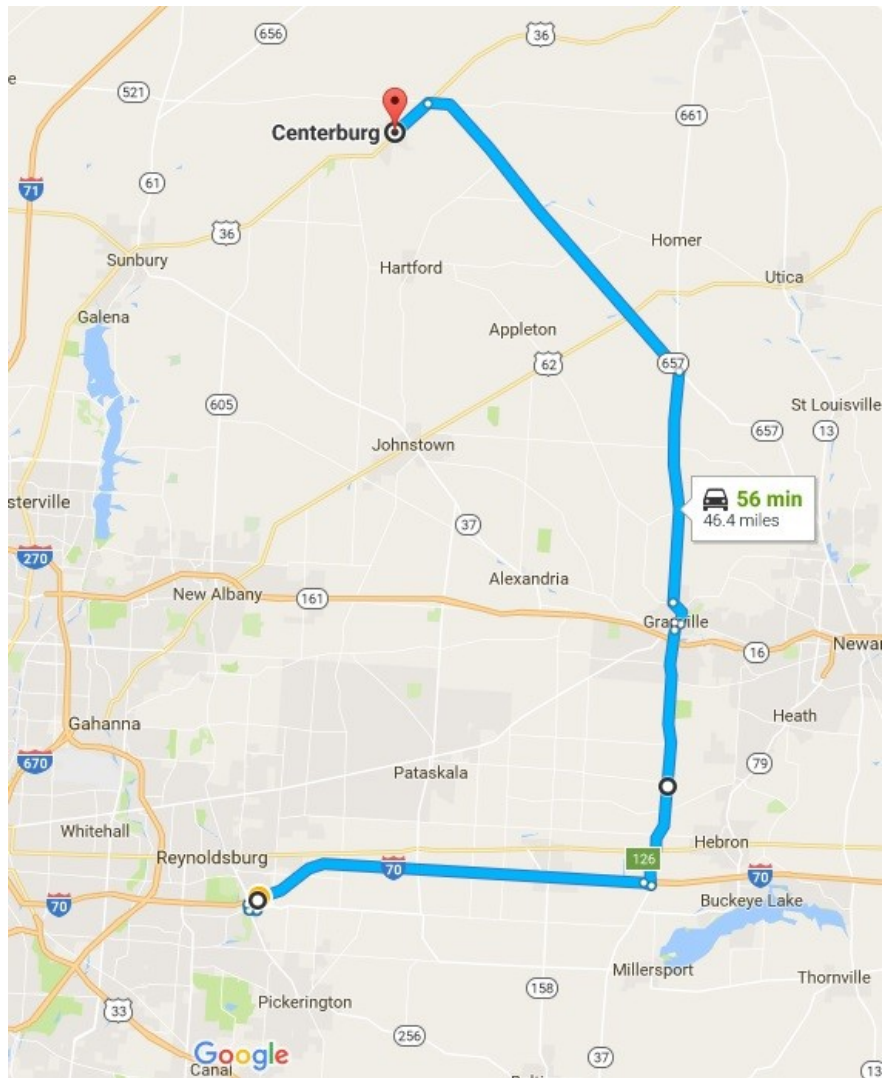 656
36
e
521
661
Centerburg
71
61
36
Homer
Sunbury
Hartford
Utica
Galena
Appleton
62
657
605
St Louisville
657
13
Johnstown
56 min
46.4 miles
sterville
37
270
Alexandria
New Albany
161
Granville
16
Newar
Heath
Gahanna
670
79
Pataskala
Whitehall
Hebron
Reynoldsburg
126
70
70
70
Buckeye Lake
Millersport
Thornville
158
Pickerington
33
256
37
Google
Canal
13